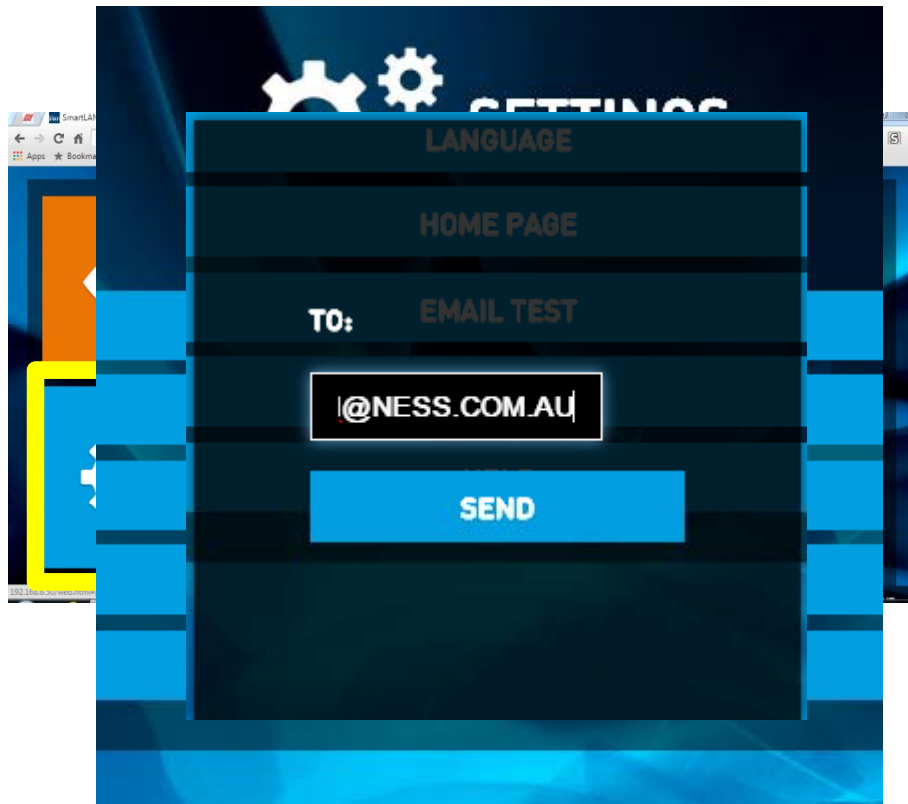 SETTINGS
SmartLAN
Apps Bookma
LANGUAGE
HOME PAGE
EMAIL TEST
TO:
@NESS.COM.AU
SEND